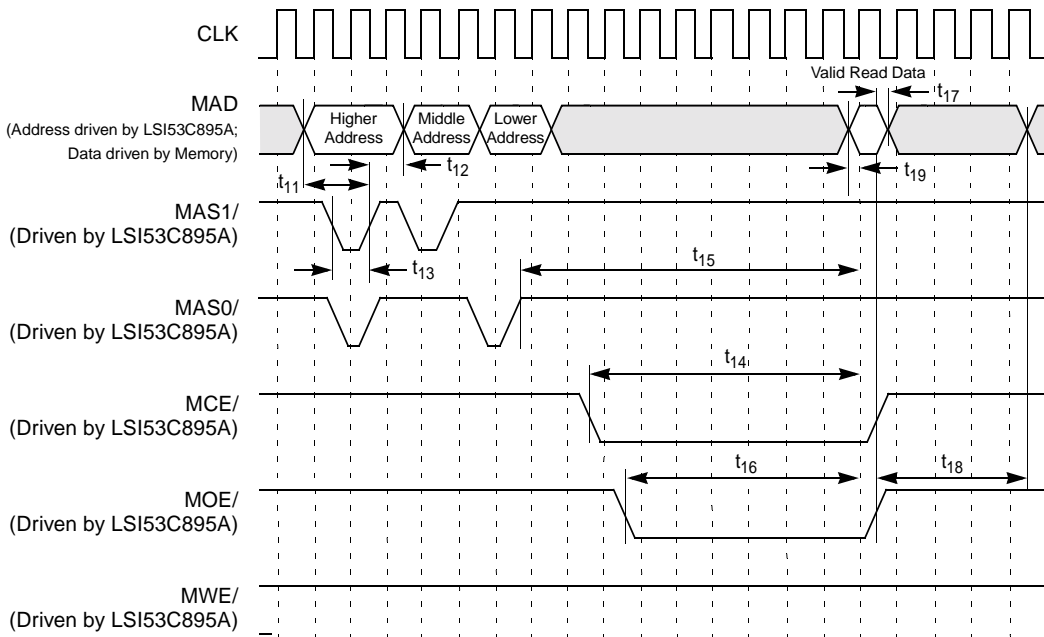 CLK
Valid Read Data
t17
MAD
(Address driven by LSI53C895A;
Data driven by Memory)
Higher
Address
Middle
Address
Lower
Address
t11
t12
t19
MAS1/
(Driven by LSI53C895A)
t13
t15
MAS0/
(Driven by LSI53C895A)
t14
MCE/
(Driven by LSI53C895A)
t16
t18
MOE/
(Driven by LSI53C895A)
MWE/
(Driven by LSI53C895A)